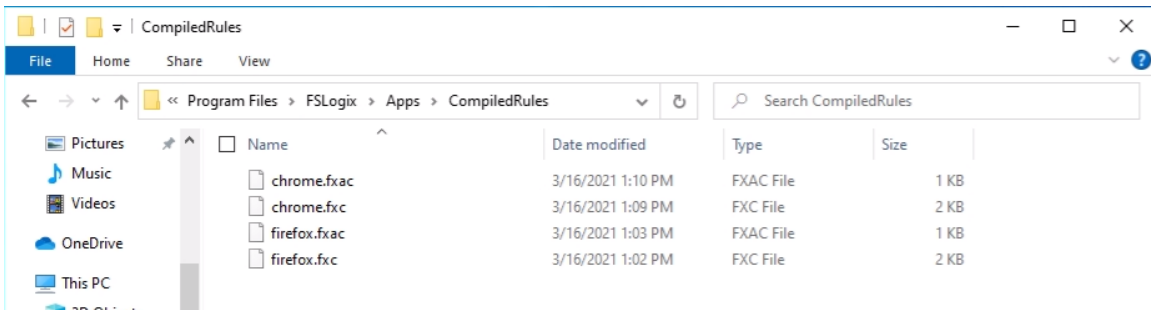 CompiledRules
File Home Share View
« Program Files > FSLogix > Apps > CompiledRules Search CompiledRules
Pictures Name Date modified Type Size
Music chrome.fxac 3/16/2021 1:10 PM FXAC File 1 KB
Videos chrome.fxc 3/16/2021 1:09 PM FXC File 2 KB
firefox.fxac 3/16/2021 1:03 PM FXAC File 1 KB
OneDrive firefox.fxc 3/16/2021 1:02 PM FXC File 2 KB
This PC